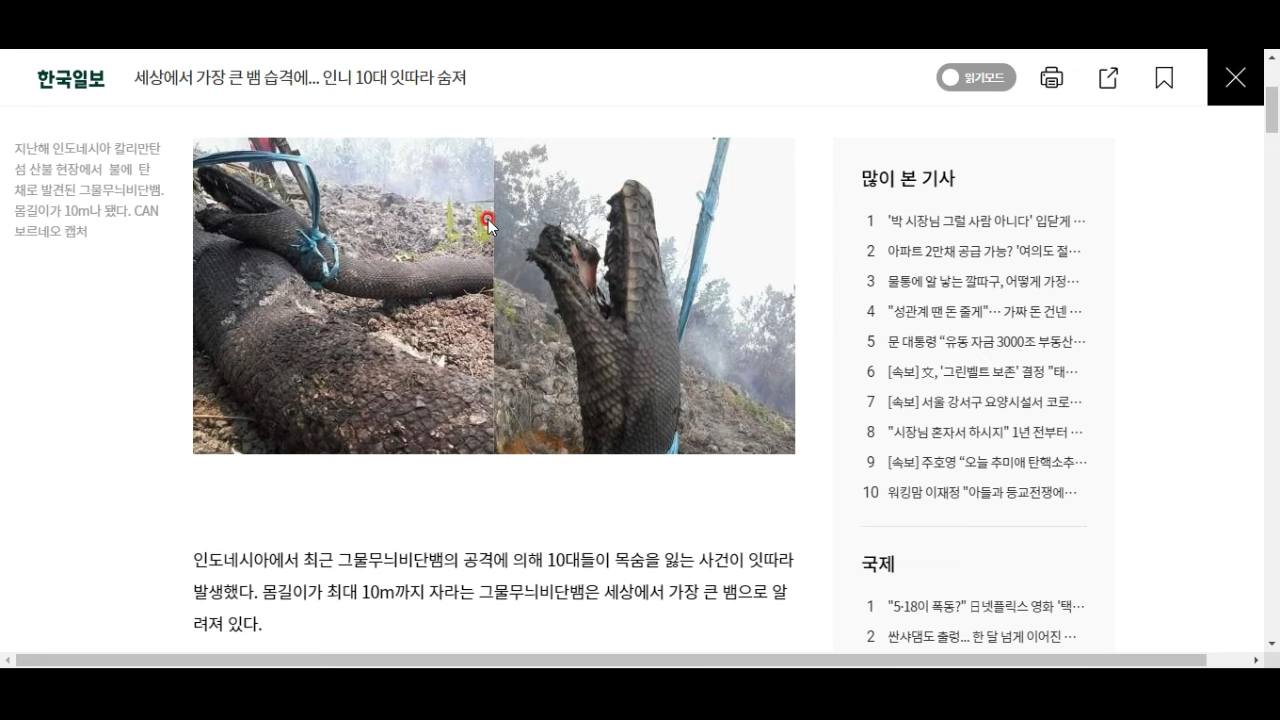 한국일보
세상에서 가장 큰 뱀 습격에... 인니 10대 잇따라 숨져
읽기모드
지난해 인도네시아 칼리만탄
섬 산불 현장에서 불에 탄
채로 발견된 그물무늬비단뱀.
몸길이가 10m나 됐다. CAN
보르네오 캡처
인도네시아에서 최근 그물무늬비단뱀의 공격에 의해 10대들이 목숨을 잃는 사건이 잇따라
발생했다. 몸길이가 최대 10m까지 자라는 그물무늬비단뱀은 세상에서 가장 큰 뱀으로 알
려져 있다.
많이 본 기사
1 '박 시장님 그럴 사람 아니다' 입닫게 …
2 아파트 2만채 공급 가능? '여의도 절…
3 물통에 알 낳는 깔따구, 어떻게 가정…
4 "성관계 땐 돈 줄게"… 가짜 돈 건넨 …
5 문 대통령 “유동 자금 3000조 부동산…
6 [속보] 文, '그린벨트 보존' 결정 "태…
7 [속보] 서울 강서구 요양시설서 코로…
8 "시장님 혼자서 하시지" 1년 전부터 …
9 [속보] 주호영 “오늘 추미애 탄핵소추…
10 워킹맘 이재정 "아들과 등교전쟁에…
국제
1 "5·18이 폭동?" 日넷플릭스 영화 '택…
2 싼샤댐도 출렁... 한 달 넘게 이어진 …